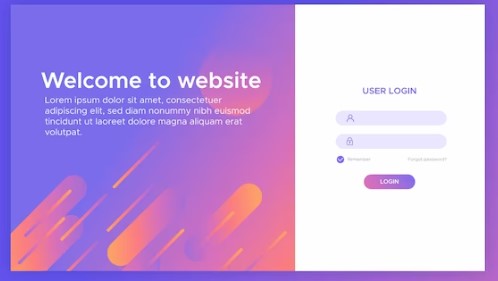 Welcome to website
Lorem ipsum dolor sit amet, consectetuer
adipiscing elit, sed diam nonummy nibh euismod
tincidunt ut laoreet dolore magna aliquam erat
volutpat.
USER LOGIN
Remember
Forgot password?
LOGIN